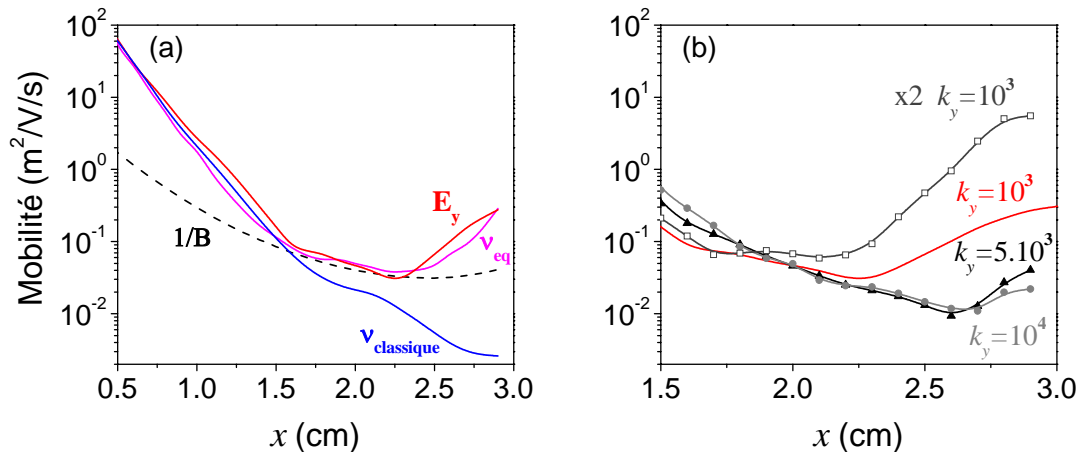 Mobilité (m²/V/s)
(a)
10²
10¹
10⁰
10⁻¹
10⁻²
1/B
E_y
ν_eq
ν_classique
0.5 1.0 1.5 2.0 2.5 3.0
x (cm)
(b)
10²
10¹
10⁰
10⁻¹
10⁻²
x2 k_y=10³
k_y=10³
k_y=5.10³
k_y=10⁴
1.5 2.0 2.5 3.0
x (cm)